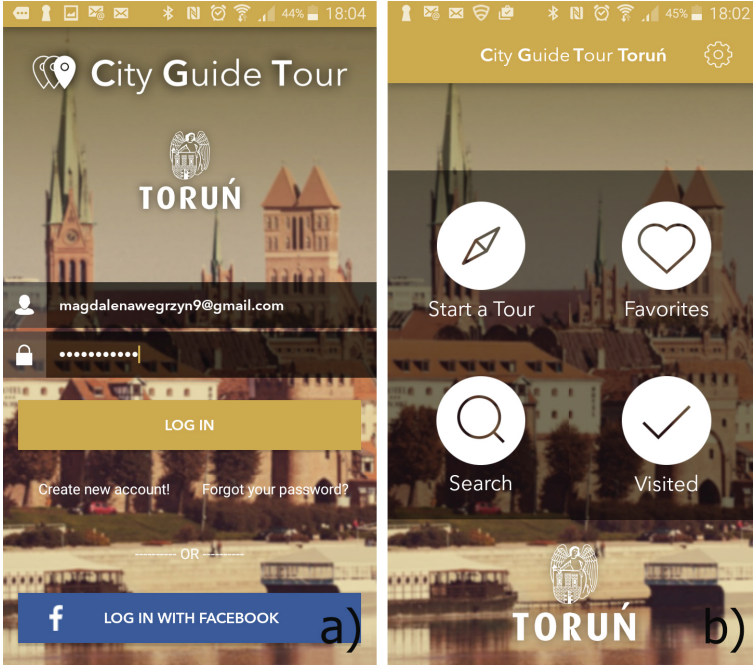 44% 18:04
City Guide Tour
TORUŃ
magdalenawegrzyn9@gmail.com
•••••••••••
LOG IN
Create new account! Forgot your password?
---------- OR ----------
f LOG IN WITH FACEBOOK
a)
45% 18:02
City Guide Tour Toruń
Start a Tour Favorites
Search Visited
TORUŃ
b)